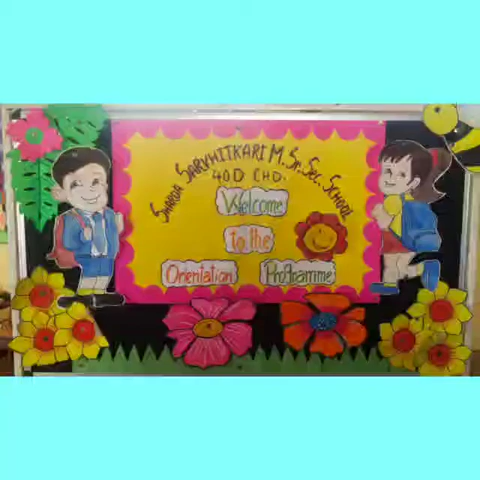 SHARDA SARVHITKARI M. Sr. Sec. SCHOOL
40D CHD.
Welcome
to the
Orientation Programme